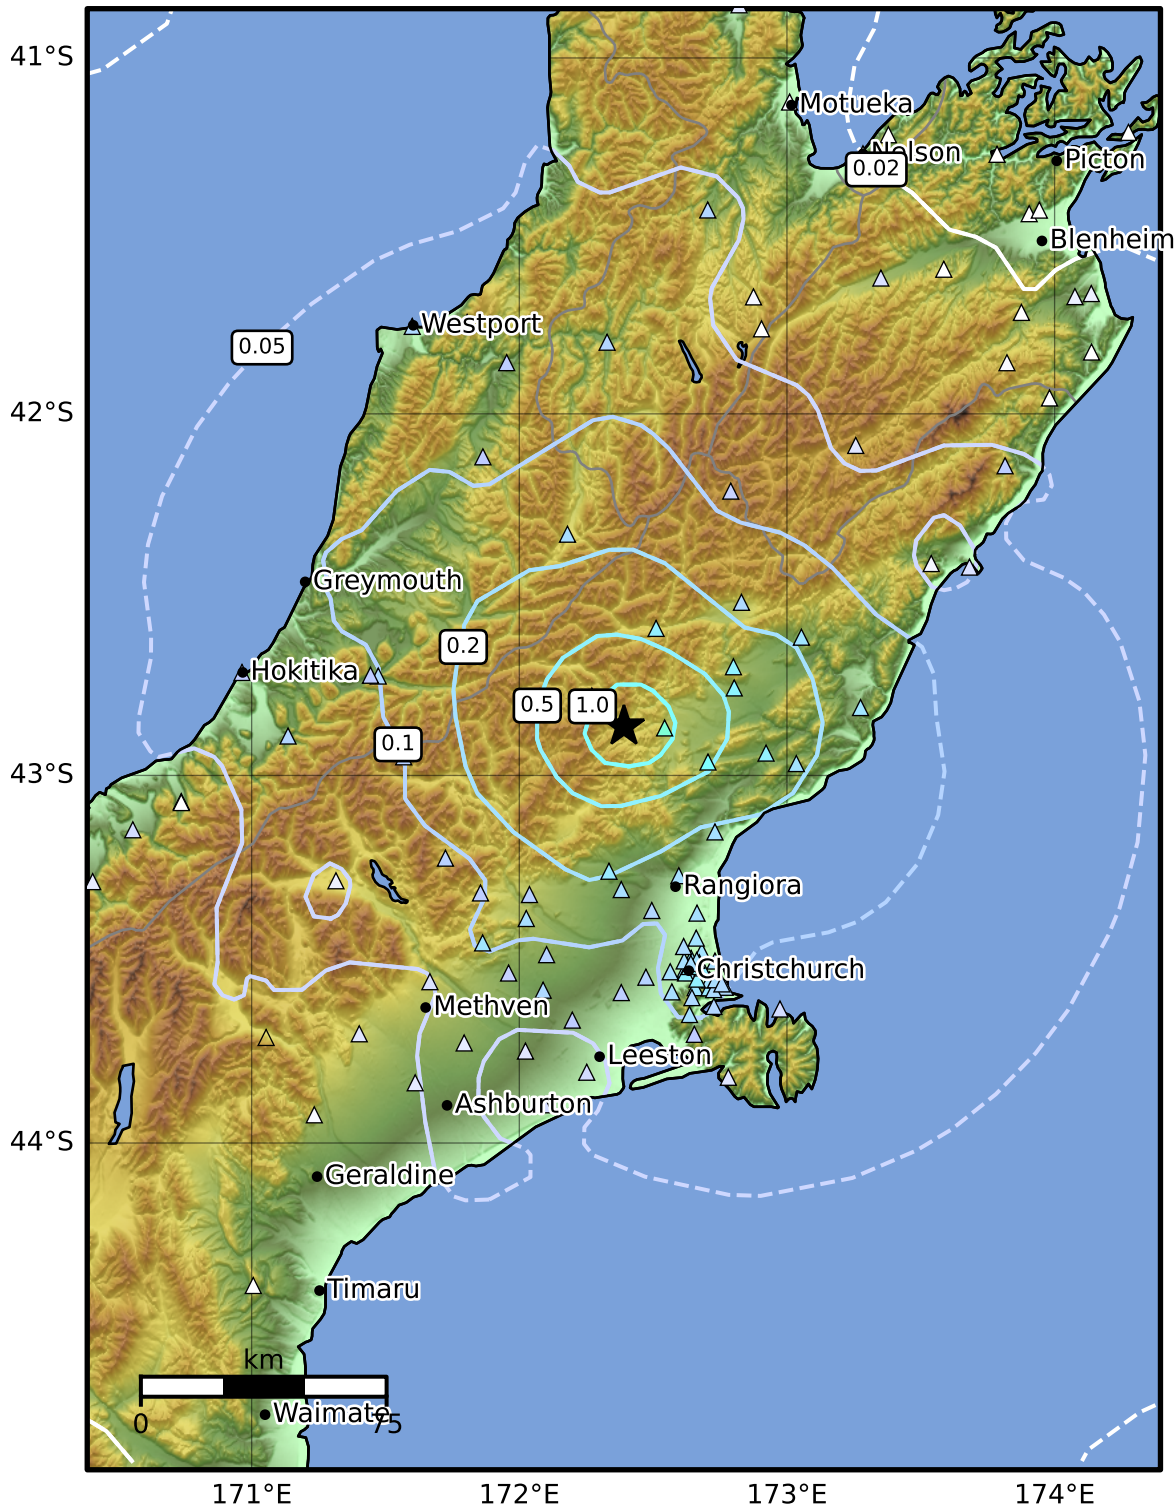 41°S
Motueka
Nelson
0.02
Picton
Blenheim
Westport
0.05
42°S
Greymouth
0.2
Hokitika
0.5
1.0
0.1
43°S
Rangiora
Christchurch
Methven
Leeston
Ashburton
44°S
Geraldine
Timaru
km
0
75
Waimate
171°E
172°E
173°E
174°E